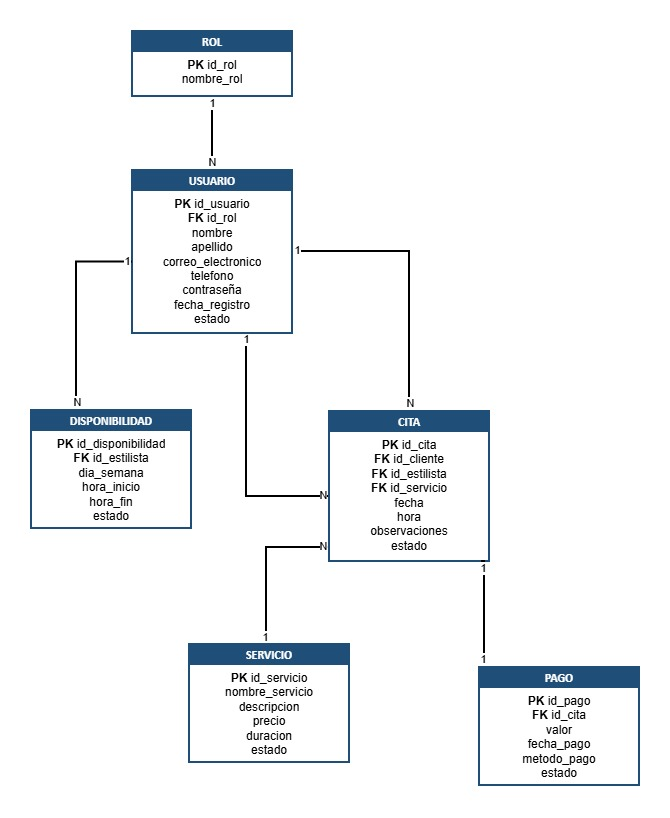 ROL
PK id_rol
nombre_rol
1
N
USUARIO
PK id_usuario
FK id_rol
nombre
apellido
correo_electronico
telefono
contraseña
fecha_registro
estado
1
1
1
N
N
DISPONIBILIDAD
PK id_disponibilidad
FK id_estilista
dia_semana
hora_inicio
hora_fin
estado
CITA
PK id_cita
FK id_cliente
FK id_estilista
FK id_servicio
fecha
hora
observaciones
estado
N
N
1
1
1
SERVICIO
PK id_servicio
nombre_servicio
descripcion
precio
duracion
estado
PAGO
PK id_pago
FK id_cita
valor
fecha_pago
metodo_pago
estado